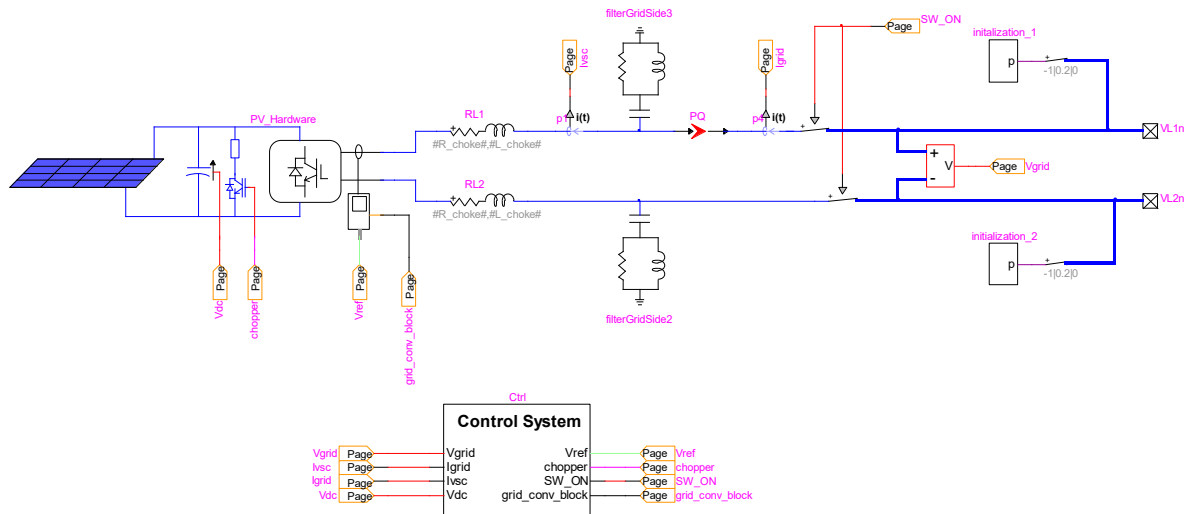 filterGridSide3
SW_ON
Page
initalization_1
p
+
-1|0.2|0
Page
Ivsc
Page
Igrid
PV_Hardware
RL1
+
#R_choke#,#L_choke#
p1
i(t)
PQ
p4
i(t)
+
VL1n
+
-
V
Page
Vgrid
RL2
+
#R_choke#,#L_choke#
+
VL2n
initialization_2
p
+
-1|0.2|0
Page
Vdc
Page
chopper
Page
Vref
Page
grid_conv_block
filterGridSide2
Ctrl
Control System
Vgrid Page Vgrid Vref Page Vref
Ivsc Page Igrid chopper Page chopper
Igrid Page Ivsc SW_ON Page SW_ON
Vdc Page Vdc grid_conv_block Page grid_conv_block